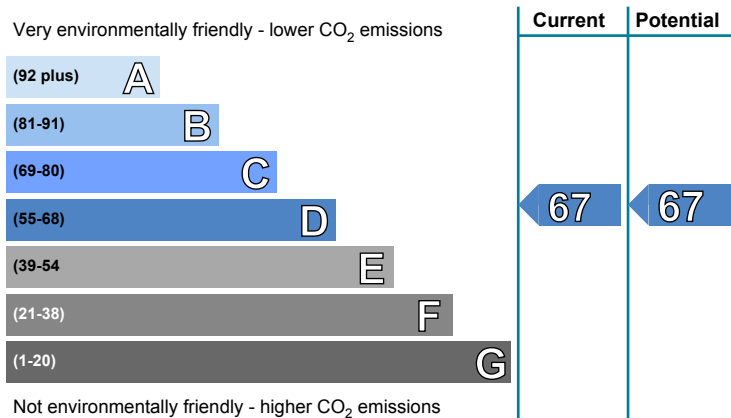 Very environmentally friendly - lower CO₂ emissions
Current
Potential
(92 plus) A
(81-91) B
(69-80) C
(55-68) D
67
67
(39-54 E
(21-38) F
(1-20) G
Not environmentally friendly - higher CO₂ emissions